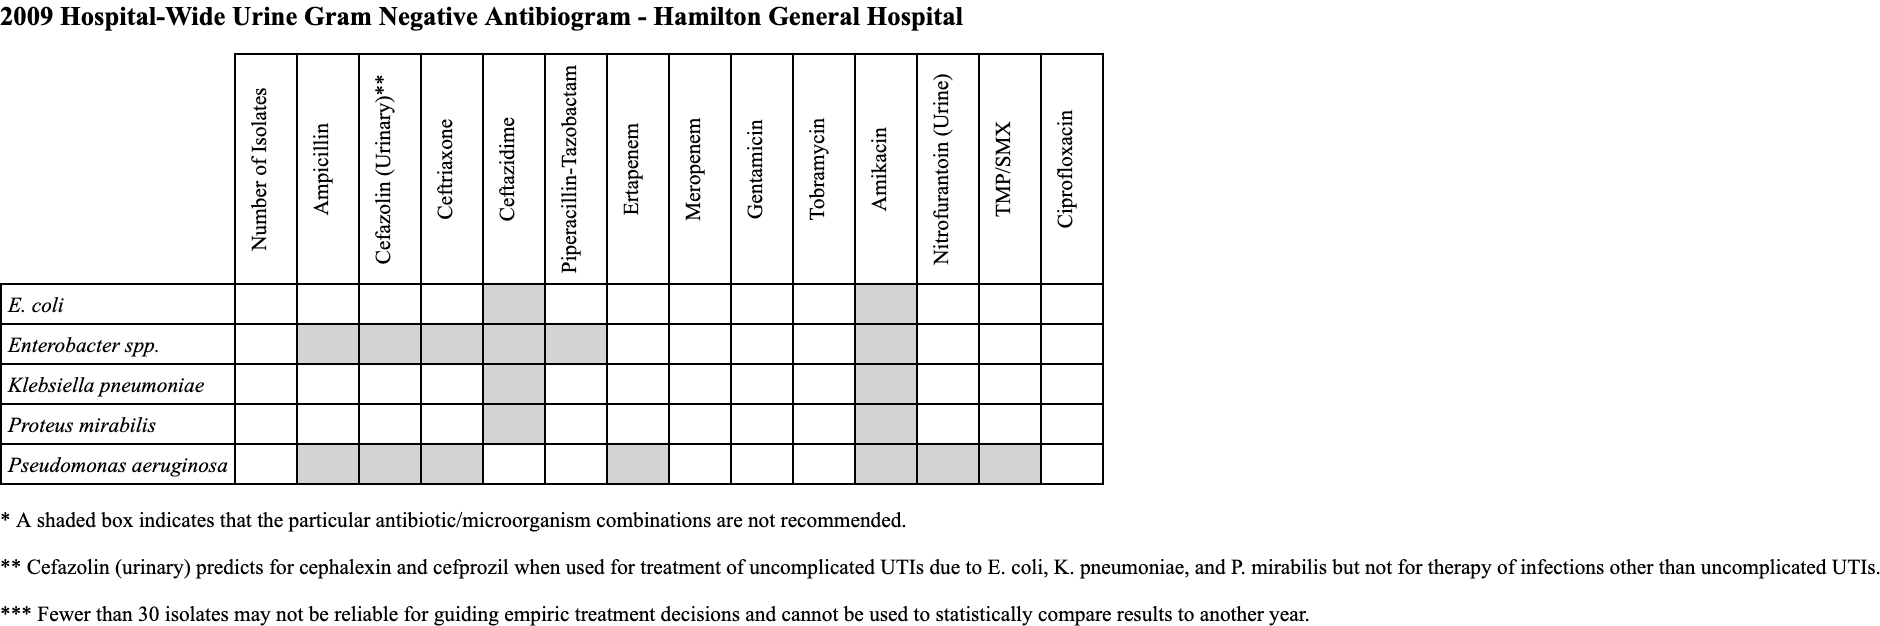 2009 Hospital-Wide Urine Gram Negative Antibiogram - Hamilton General Hospital
Number of Isolates
Ampicillin
Cefazolin (Urinary)**
Ceftriaxone
Ceftazidime
Piperacillin-Tazobactam
Ertapenem
Meropenem
Gentamicin
Tobramycin
Amikacin
Nitrofurantoin (Urine)
TMP/SMX
Ciprofloxacin
E. coli
Enterobacter spp.
Klebsiella pneumoniae
Proteus mirabilis
Pseudomonas aeruginosa
* A shaded box indicates that the particular antibiotic/microorganism combinations are not recommended.
** Cefazolin (urinary) predicts for cephalexin and cefprozil when used for treatment of uncomplicated UTIs due to E. coli, K. pneumoniae, and P. mirabilis but not for therapy of infections other than uncomplicated UTIs.
*** Fewer than 30 isolates may not be reliable for guiding empiric treatment decisions and cannot be used to statistically compare results to another year.